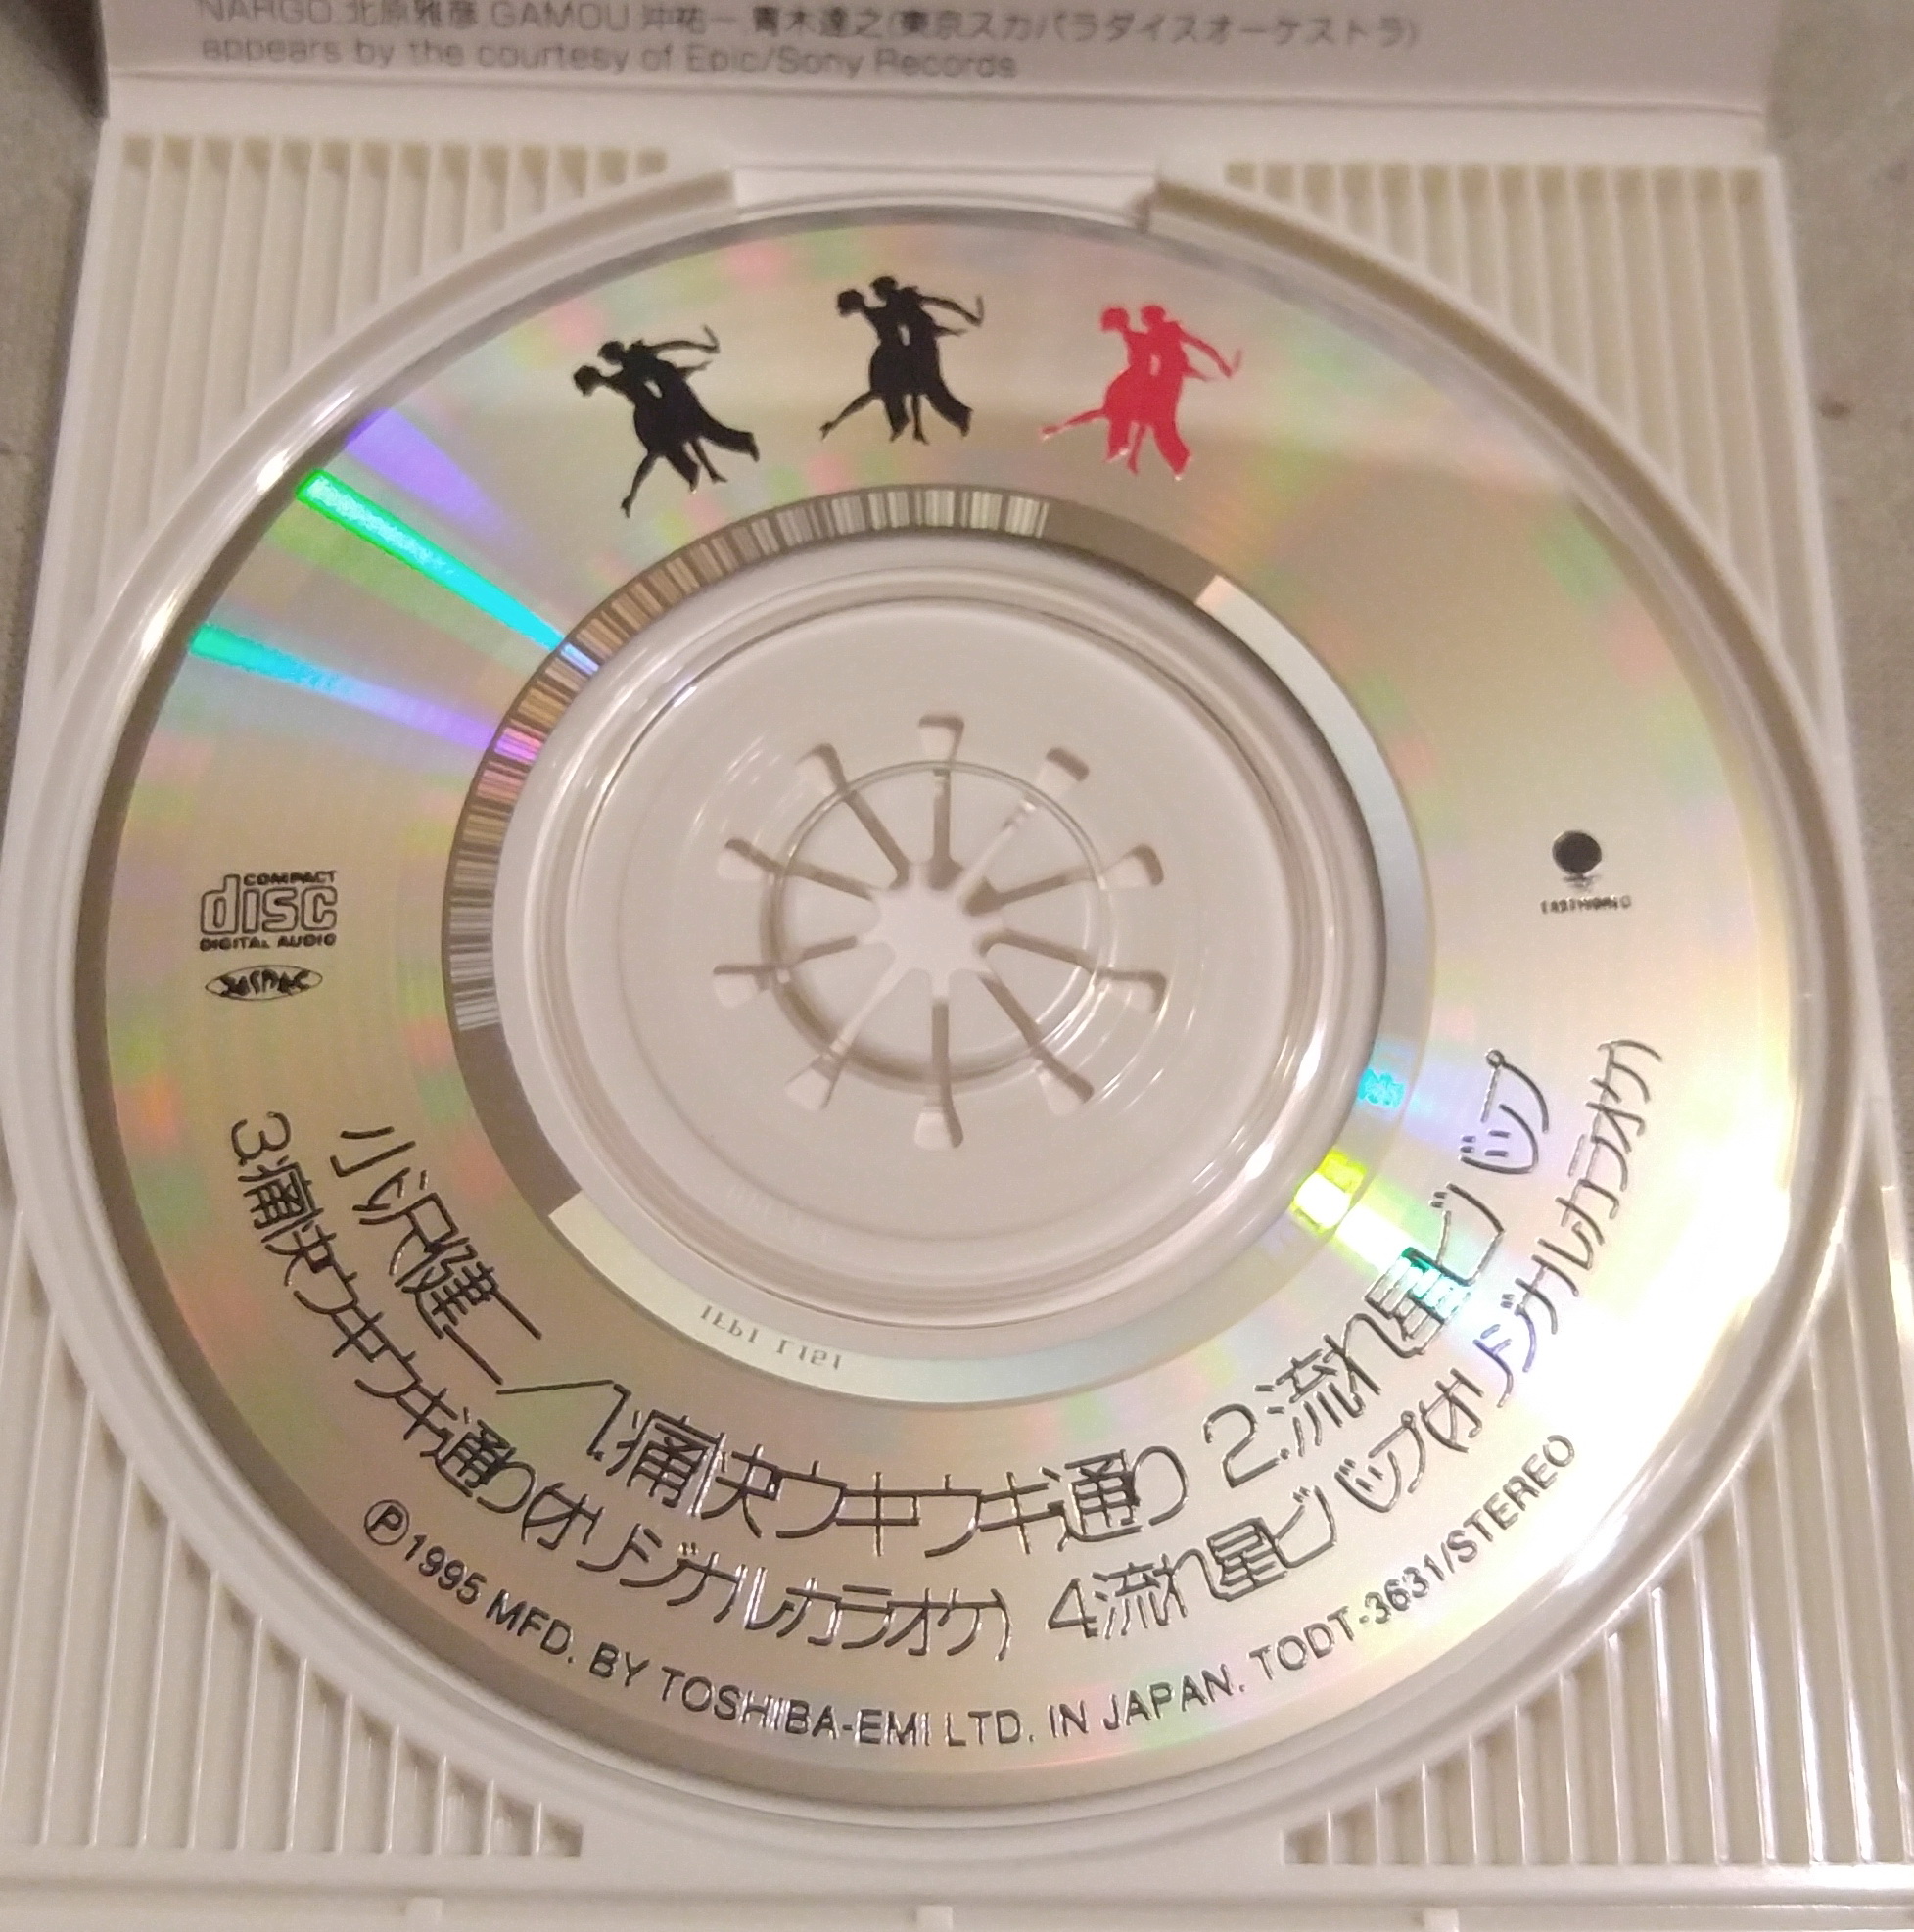 NARGO.北原雅彦.GAMOU.沖祐一.青木達之(東京スカパラダイスオーケストラ)
appears by the courtesy of Epic/Sony Records
COMPACT
disc
DIGITAL AUDIO
JASRAC
EASTWORLD
小沢健二／1.痛快ウキウキ通り 2.流れ星ビバップ
3.痛快ウキウキ通り(オリジナルカラオケ) 4.流れ星ビバップ(オリジナルカラオケ)
Ⓟ1995 MFD. BY TOSHIBA-EMI LTD. IN JAPAN. TODT-3631/STEREO